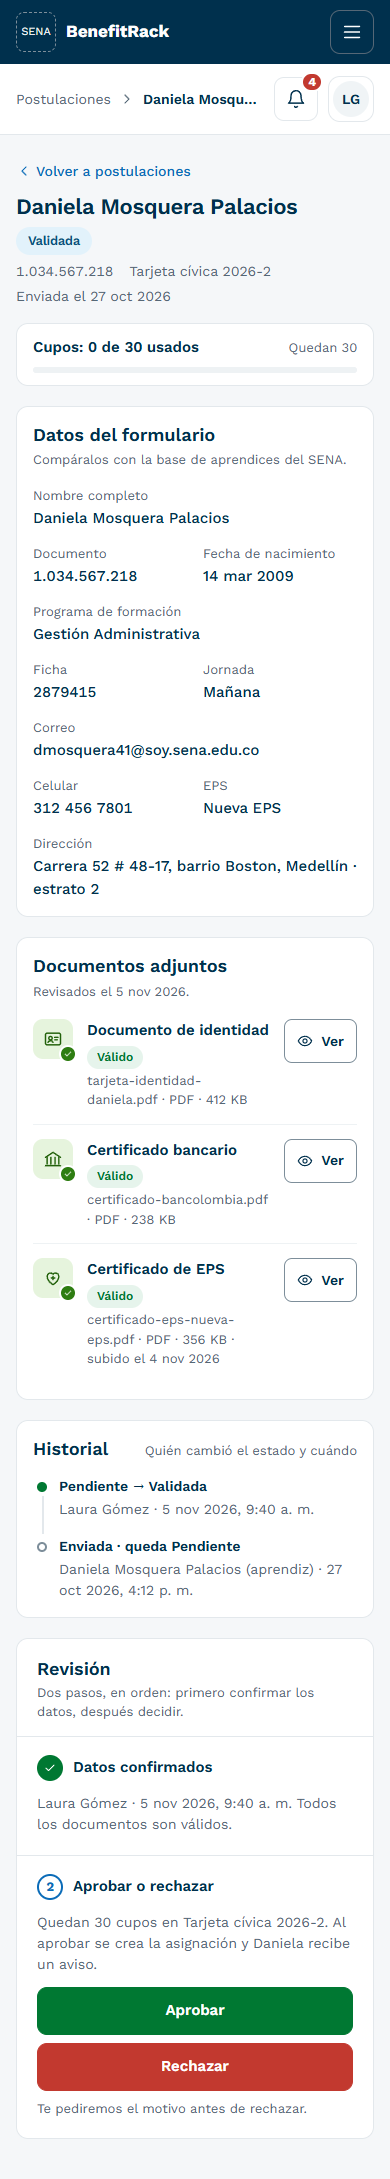 SENA BenefitRack
Postulaciones > Daniela Mosqu... 4 LG
Volver a postulaciones
Daniela Mosquera Palacios
Validada
1.034.567.218 Tarjeta cívica 2026-2
Enviada el 27 oct 2026
Cupos: 0 de 30 usados Quedan 30
Datos del formulario
Compáralos con la base de aprendices del SENA.
Nombre completo
Daniela Mosquera Palacios
Documento Fecha de nacimiento
1.034.567.218 14 mar 2009
Programa de formación
Gestión Administrativa
Ficha Jornada
2879415 Mañana
Correo
dmosquera41@soy.sena.edu.co
Celular EPS
312 456 7801 Nueva EPS
Dirección
Carrera 52 # 48-17, barrio Boston, Medellín ·
estrato 2
Documentos adjuntos
Revisados el 5 nov 2026.
Documento de identidad Ver
Válido
tarjeta-identidad-
daniela.pdf · PDF · 412 KB
Certificado bancario Ver
Válido
certificado-bancolombia.pdf
· PDF · 238 KB
Certificado de EPS Ver
Válido
certificado-eps-nueva-
eps.pdf · PDF · 356 KB ·
subido el 4 nov 2026
Historial Quién cambió el estado y cuándo
Pendiente → Validada
Laura Gómez · 5 nov 2026, 9:40 a. m.
Enviada · queda Pendiente
Daniela Mosquera Palacios (aprendiz) · 27
oct 2026, 4:12 p. m.
Revisión
Dos pasos, en orden: primero confirmar los
datos, después decidir.
Datos confirmados
Laura Gómez · 5 nov 2026, 9:40 a. m. Todos
los documentos son válidos.
2 Aprobar o rechazar
Quedan 30 cupos en Tarjeta cívica 2026-2. Al
aprobar se crea la asignación y Daniela recibe
un aviso.
Aprobar
Rechazar
Te pediremos el motivo antes de rechazar.